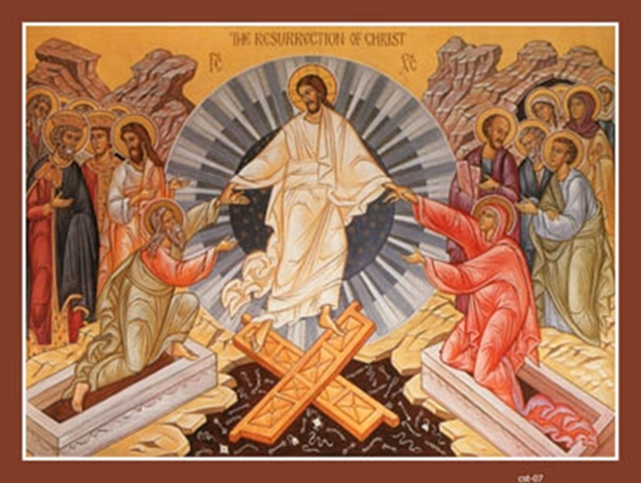 THE RESURRECTION OF CHRIST
IC XC
cst-07